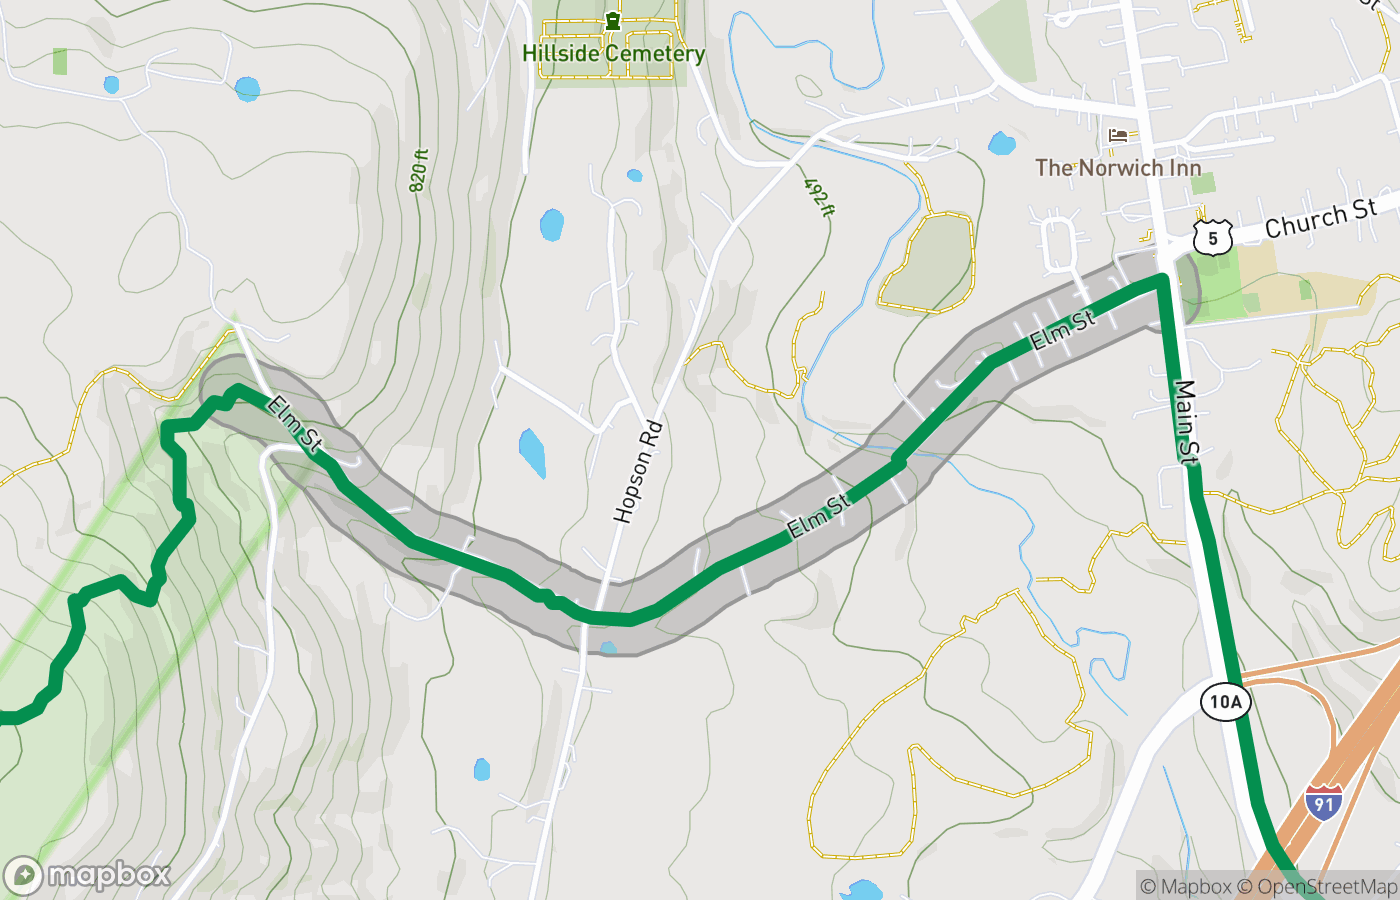 St
Hillside Cemetery
The Norwich Inn
820 ft
492 ft
Church St
5
Elm St
Elm St
Main St
Hopson Rd
Elm St
10A
91
mapbox
© Mapbox © OpenStreetMap